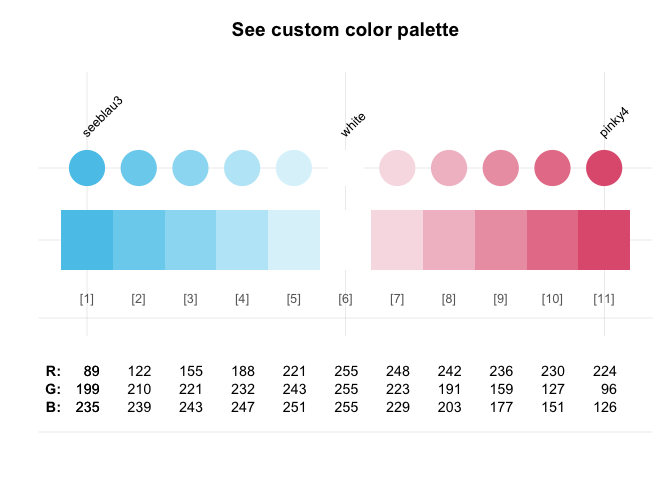 See custom color palette
seeblau3 white pinky4
[1] [2] [3] [4] [5] [6] [7] [8] [9] [10] [11]
R: 89 122 155 188 221 255 248 242 236 230 224
G: 199 210 221 232 243 255 223 191 159 127 96
B: 235 239 243 247 251 255 229 203 177 151 126